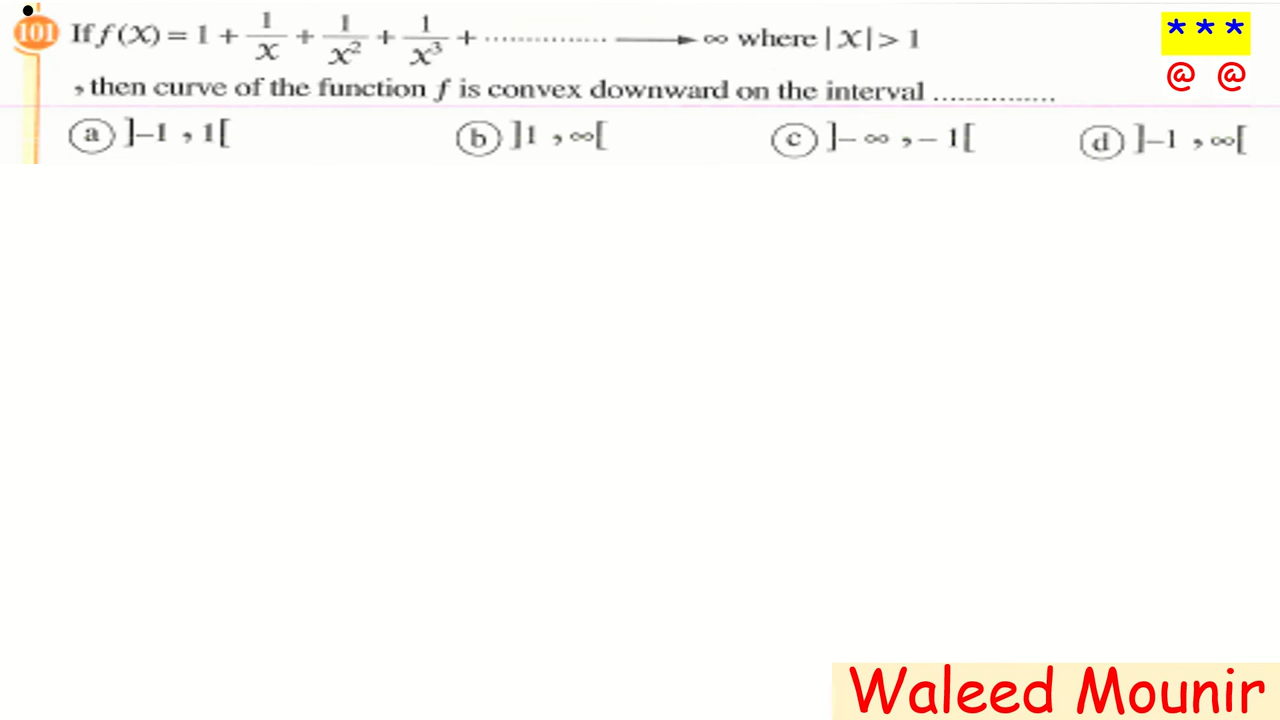 101 If f(x) = 1 + 1/x + 1/x² + 1/x³ + ............... ⟶ ∞ where |x| > 1
* * *
@ @
, then curve of the function f is convex downward on the interval ...............
a ]–1 , 1[ b ]1 , ∞[ c ]– ∞ , – 1[ d ]–1 , ∞[
Waleed Mounir